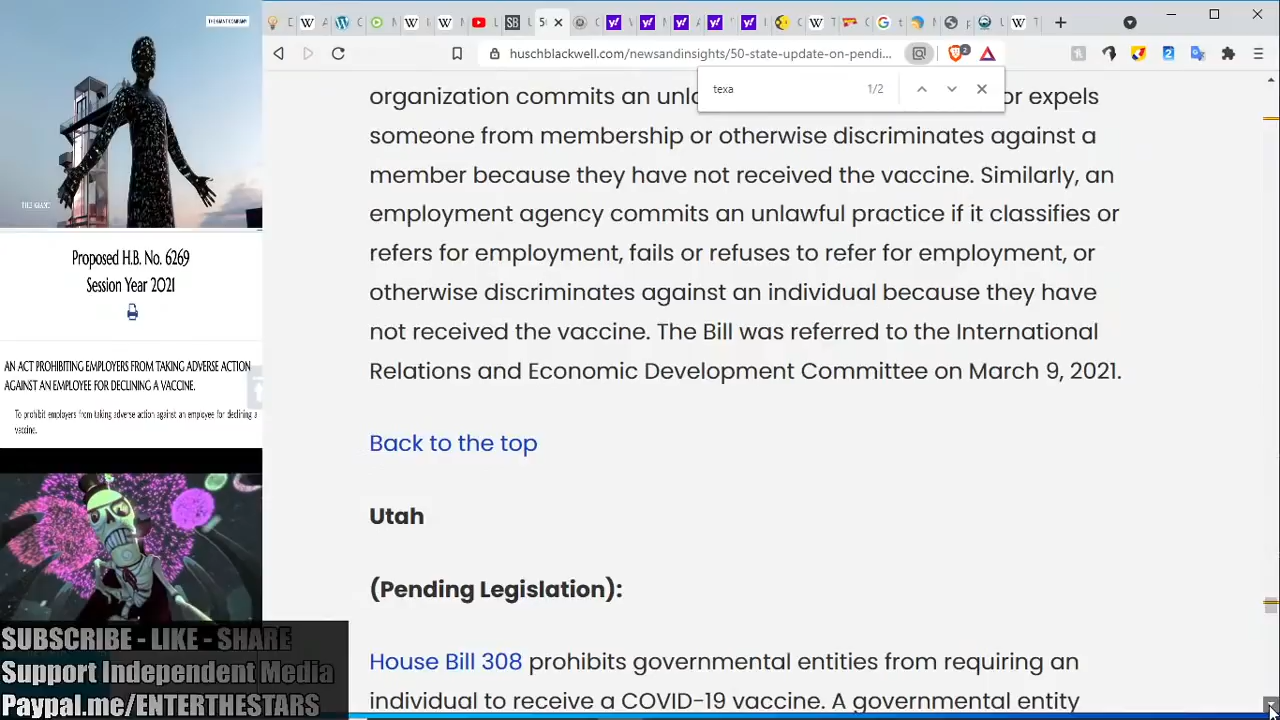 THE GIANT COMPANY
THE GIANT
Proposed H.B. No. 6269
Session Year 2021
AN ACT PROHIBITING EMPLOYERS FROM TAKING ADVERSE ACTION
AGAINST AN EMPLOYEE FOR DECLINING A VACCINE.
To prohibit employers from taking adverse action against an employee for declining a
vaccine.
SUBSCRIBE - LIKE - SHARE
Support Independent Media
Paypal.me/ENTERTHESTARS
huschblackwell.com/newsandinsights/50-state-update-on-pendi...
2
2
texa
1/2
organization commits an
or expels
someone from membership or otherwise discriminates against a
member because they have not received the vaccine. Similarly, an
employment agency commits an unlawful practice if it classifies or
refers for employment, fails or refuses to refer for employment, or
otherwise discriminates against an individual because they have
not received the vaccine. The Bill was referred to the International
Relations and Economic Development Committee on March 9, 2021.
Back to the top
Utah
(Pending Legislation):
House Bill 308 prohibits governmental entities from requiring an
individual to receive a COVID-19 vaccine. A governmental entity